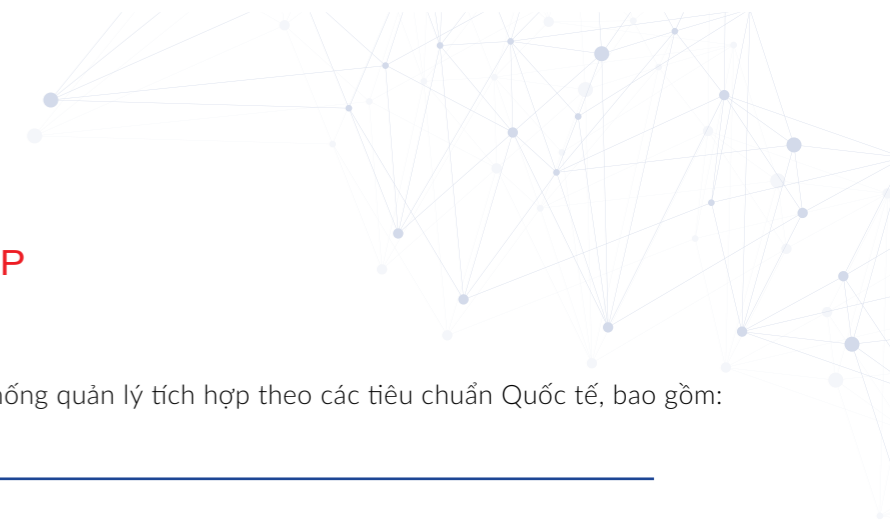 P
ống quản lý tích hợp theo các tiêu chuẩn Quốc tế, bao gồm: